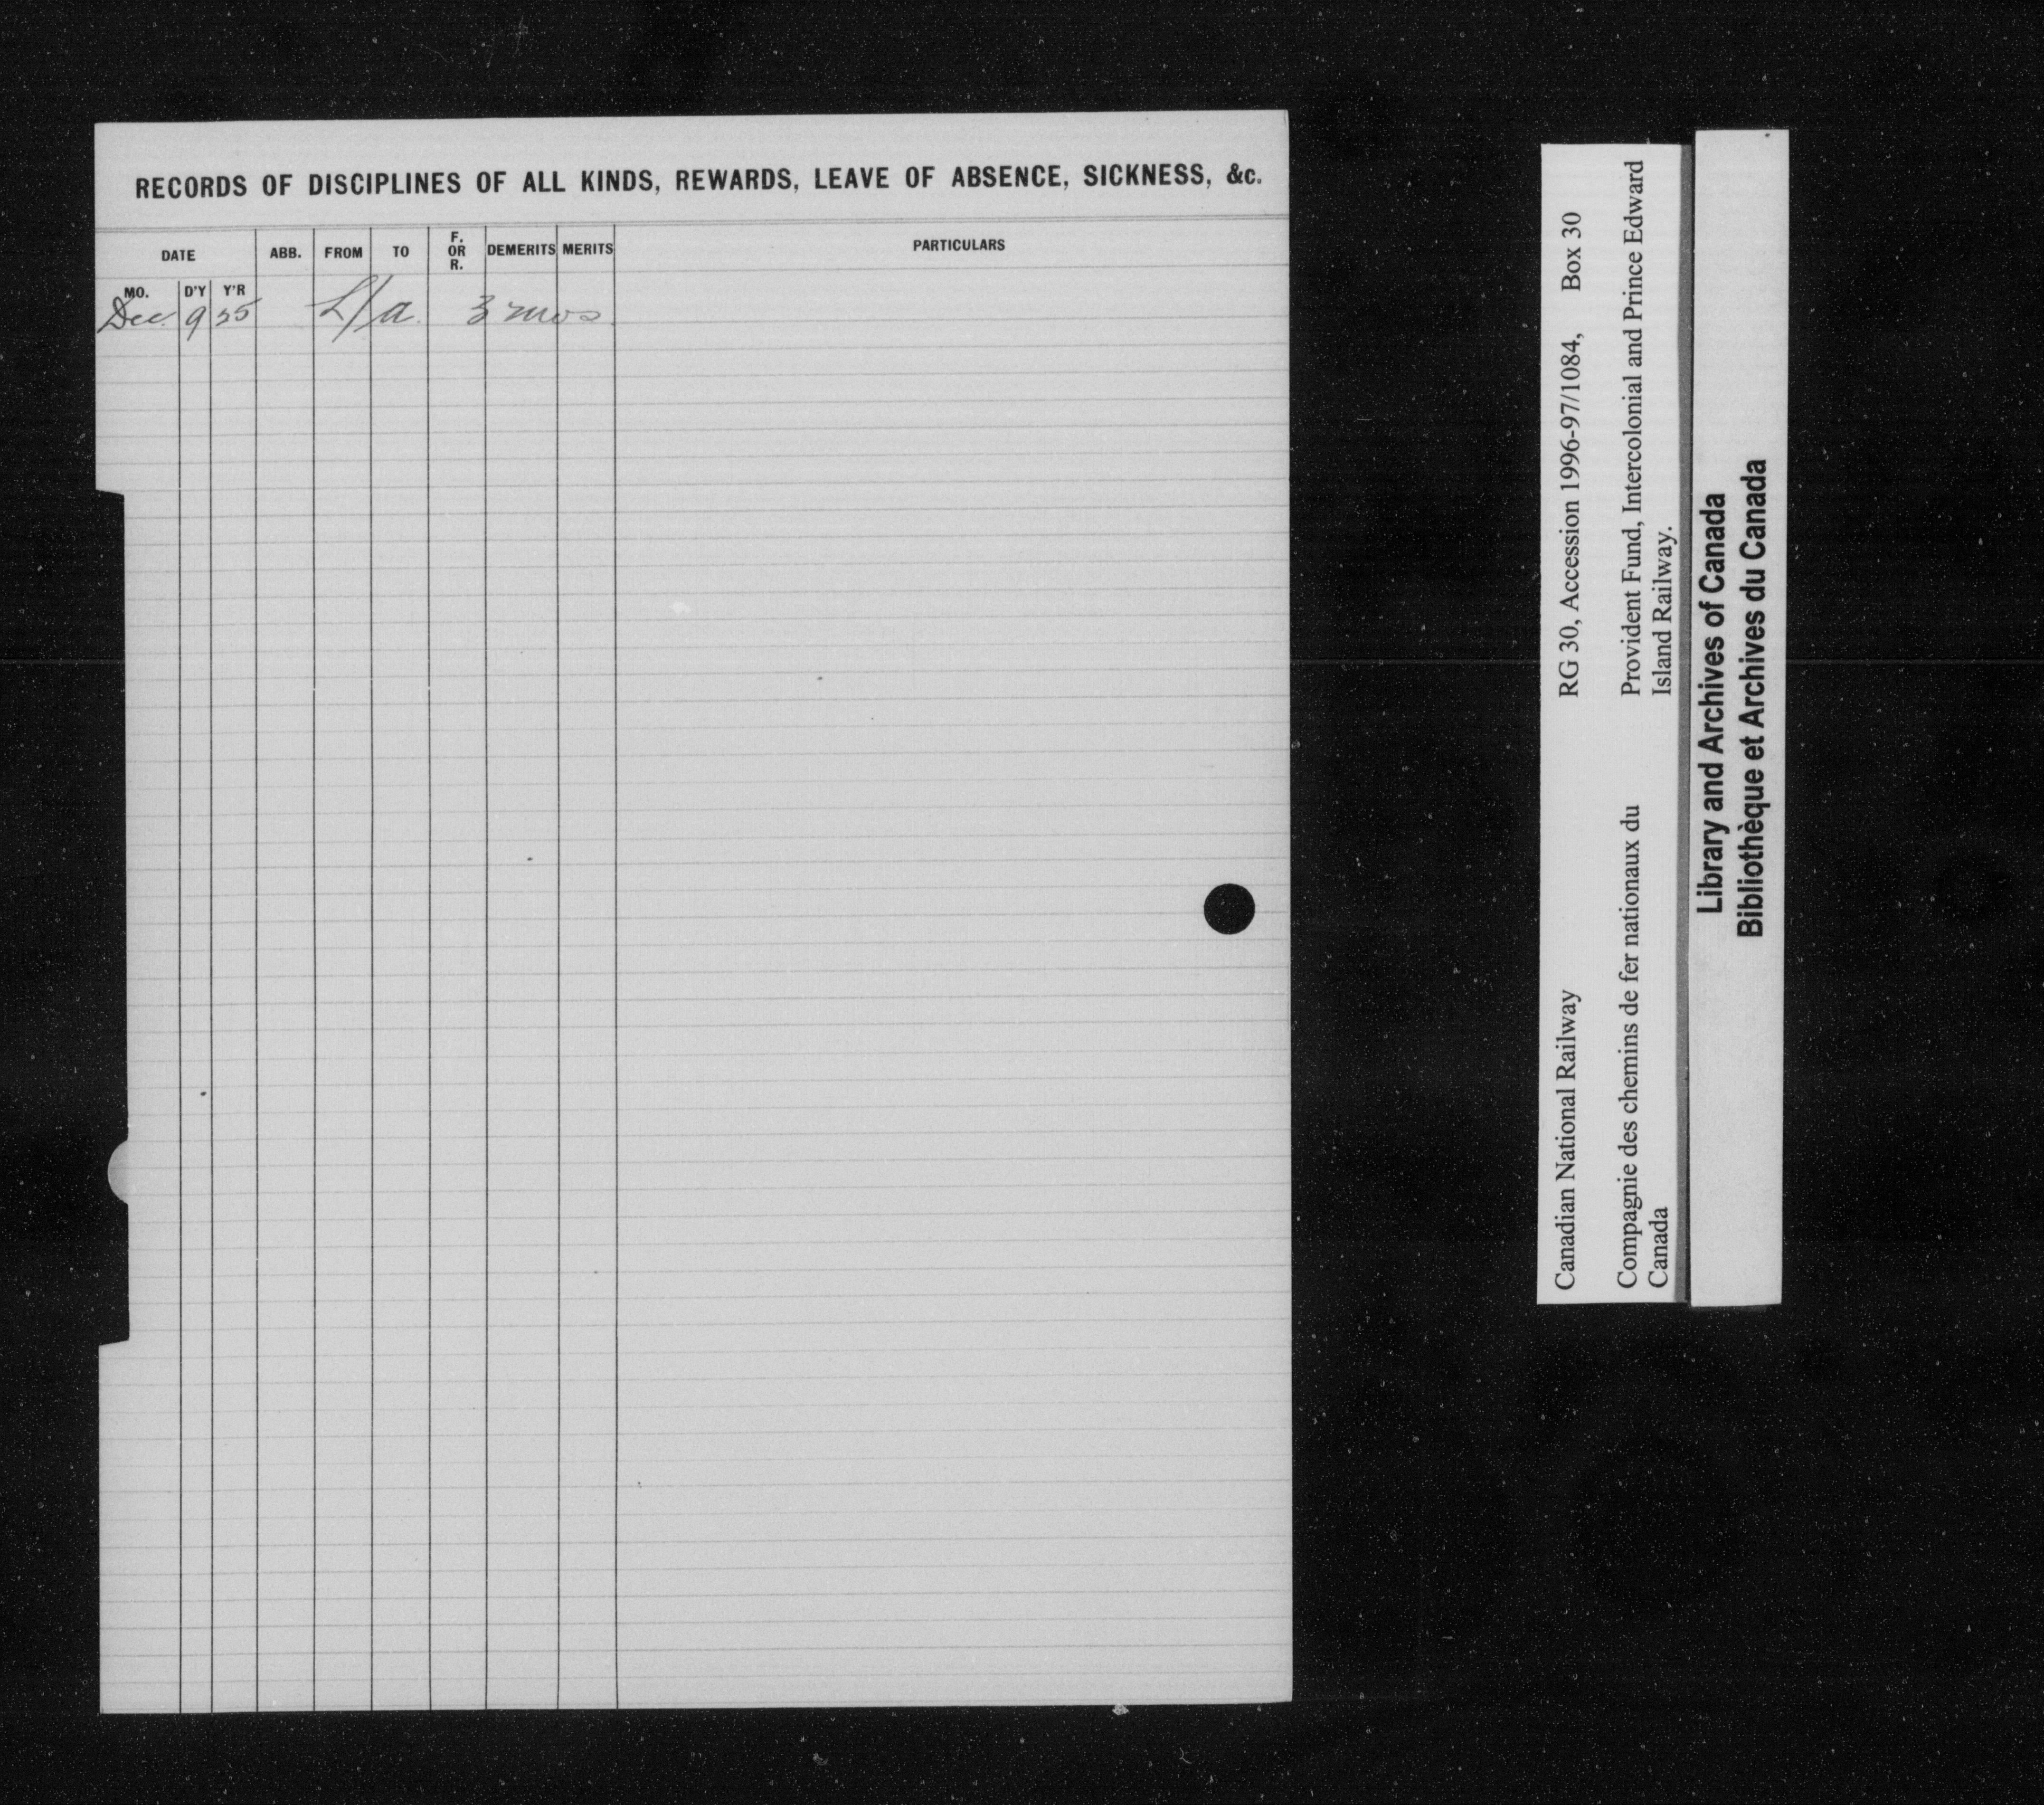 RECORDS OF DISCIPLINES OF ALL KINDS, REWARDS, LEAVE OF ABSENCE, SICKNESS, &c.
DATE ABB. FROM TO F. OR R. DEMERITS MERITS PARTICULARS
MO. D'Y Y'R
Dec. 9 55 L/a. 3 mos
Canadian National Railway RG 30, Accession 1996-97/1084, Box 30
Compagnie des chemins de fer nationaux du Provident Fund, Intercolonial and Prince Edward
Canada Island Railway.
Library and Archives of Canada
Bibliothèque et Archives du Canada